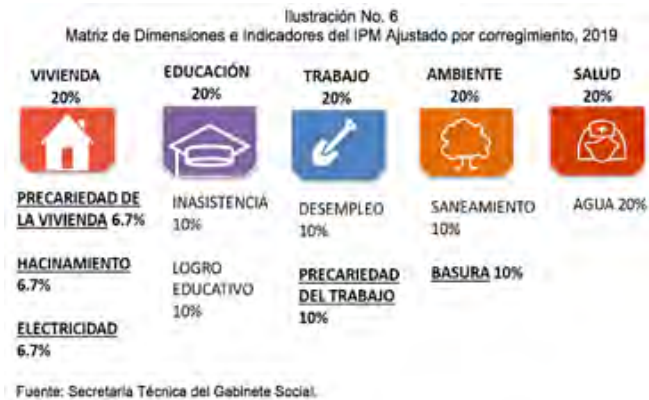 Ilustración No. 6
Matriz de Dimensiones e Indicadores del IPM Ajustado por corregimiento, 2019
VIVIENDA
20%
PRECARIEDAD DE
LA VIVIENDA 6.7%
HACINAMIENTO
6.7%
ELECTRICIDAD
6.7%
EDUCACIÓN
20%
INASISTENCIA
10%
LOGRO
EDUCATIVO
10%
TRABAJO
20%
DESEMPLEO
10%
PRECARIEDAD
DEL TRABAJO
10%
AMBIENTE
20%
SANEAMIENTO
10%
BASURA 10%
SALUD
20%
AGUA 20%
Fuente: Secretaría Técnica del Gabinete Social.